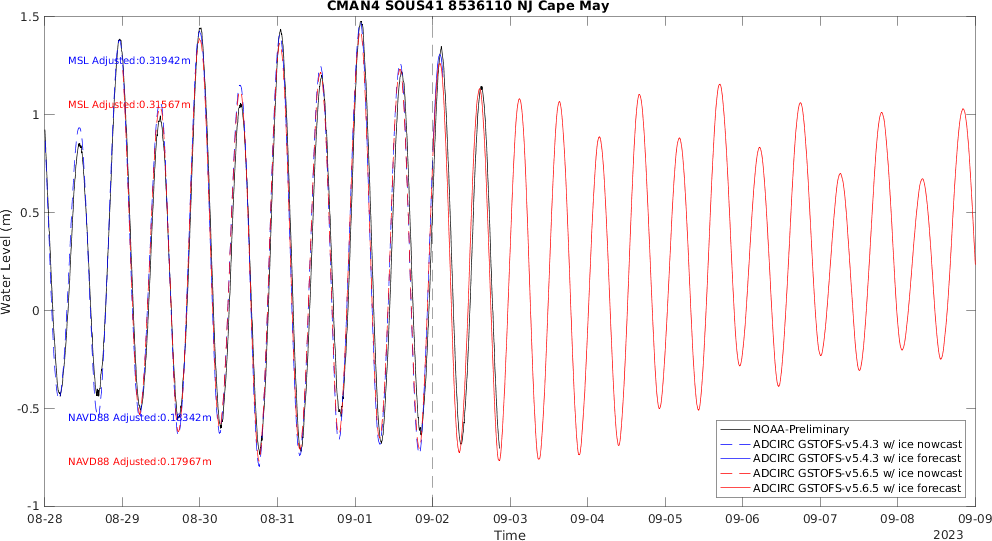 CMAN4 SOUS41 8536110 NJ Cape May
1.5
MSL Adjusted:0.31942m
MSL Adjusted:0.31567m
1
0.5
Water Level (m)
0
-0.5
NAVD88 Adjusted:0.18342m
NAVD88 Adjusted:0.17967m
-1
NOAA-Preliminary
ADCIRC GSTOFS-v5.4.3 w/ ice nowcast
ADCIRC GSTOFS-v5.4.3 w/ ice forecast
ADCIRC GSTOFS-v5.6.5 w/ ice nowcast
ADCIRC GSTOFS-v5.6.5 w/ ice forecast
08-28 08-29 08-30 08-31 09-01 09-02 09-03 09-04 09-05 09-06 09-07 09-08 09-09
Time
2023